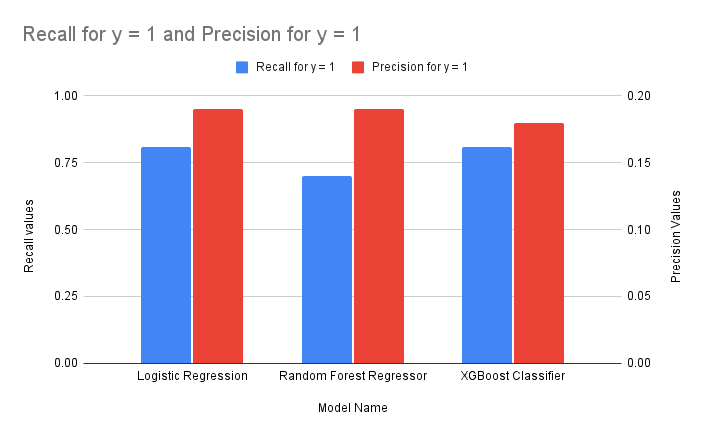 Recall for y = 1 and Precision for y = 1
Recall for y = 1
Precision for y = 1
1.00
0.75
0.50
0.25
0.00
Recall values
0.20
0.15
0.10
0.05
0.00
Precision Values
Logistic Regression
Random Forest Regressor
XGBoost Classifier
Model Name